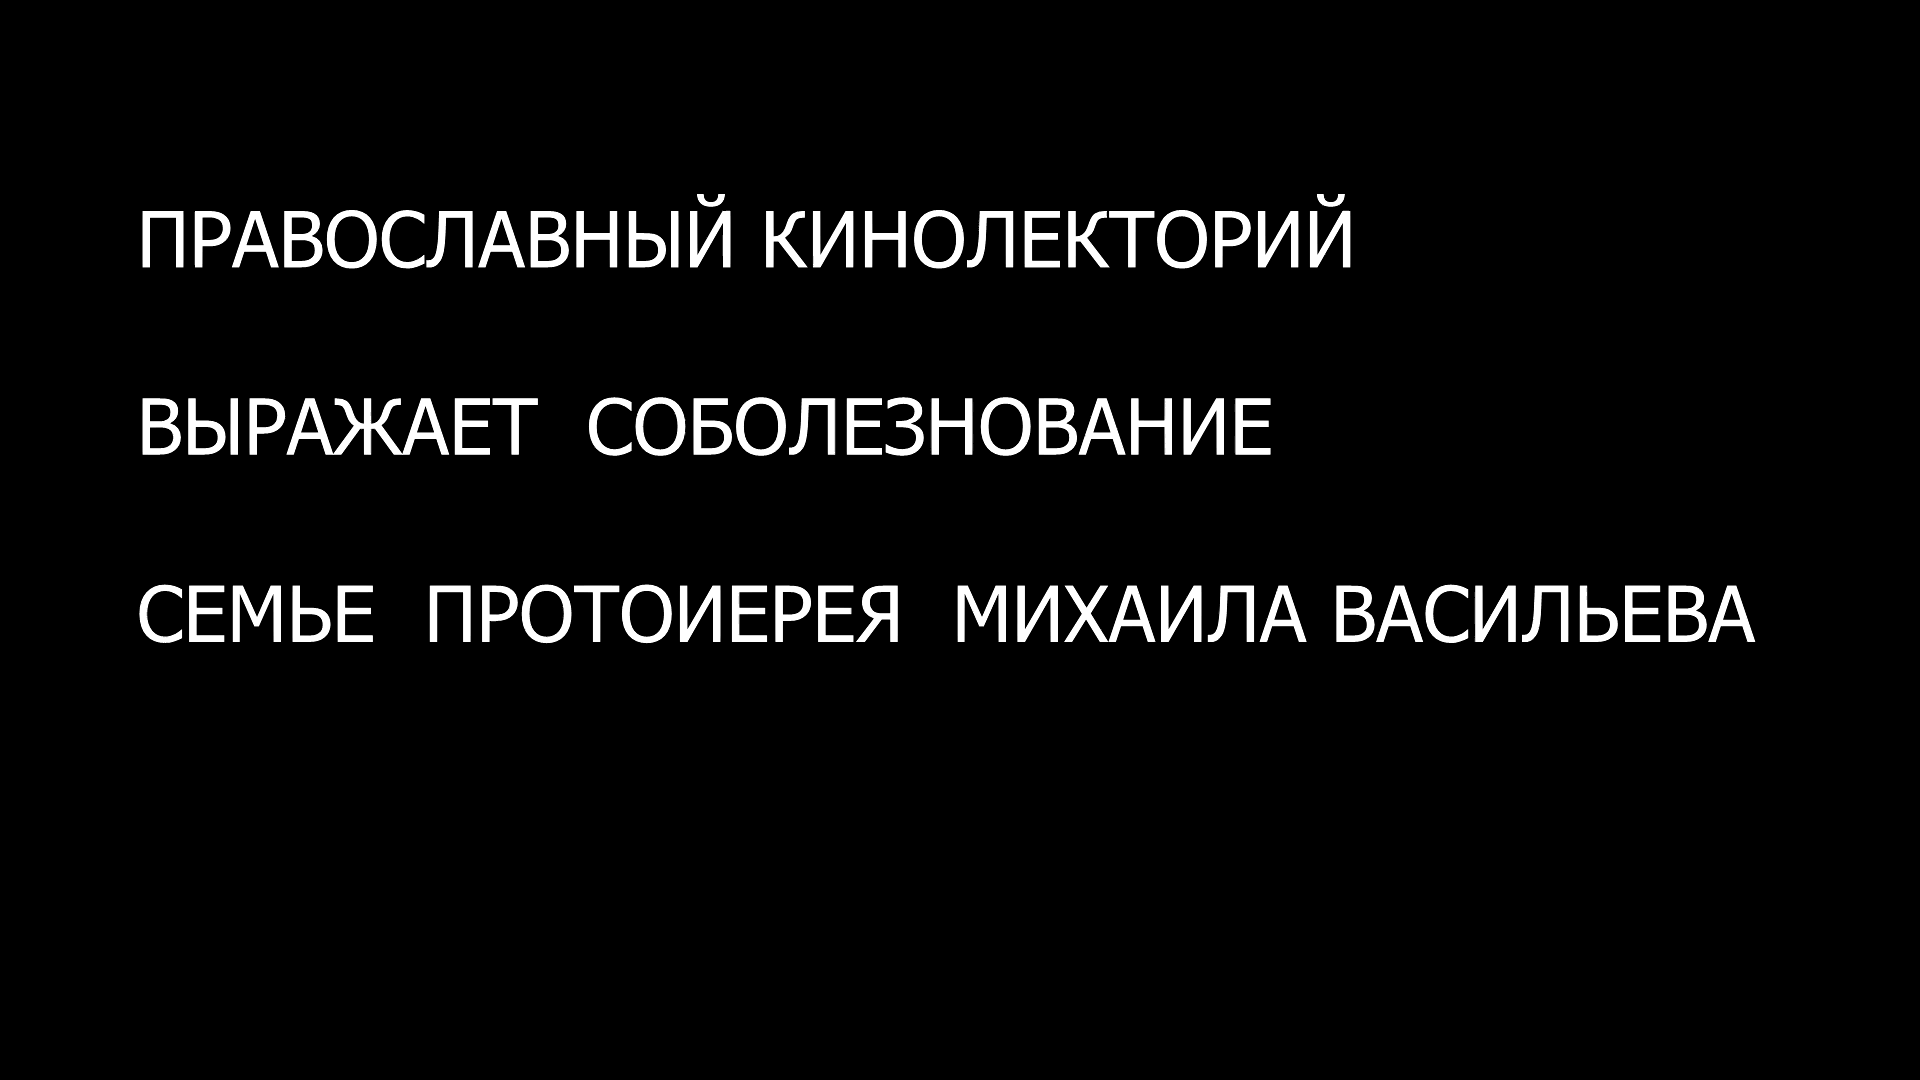 ПРАВОСЛАВНЫЙ КИНОЛЕКТОРИЙ
ВЫРАЖАЕТ СОБОЛЕЗНОВАНИЕ
СЕМЬЕ ПРОТОИЕРЕЯ МИХАИЛА ВАСИЛЬЕВА